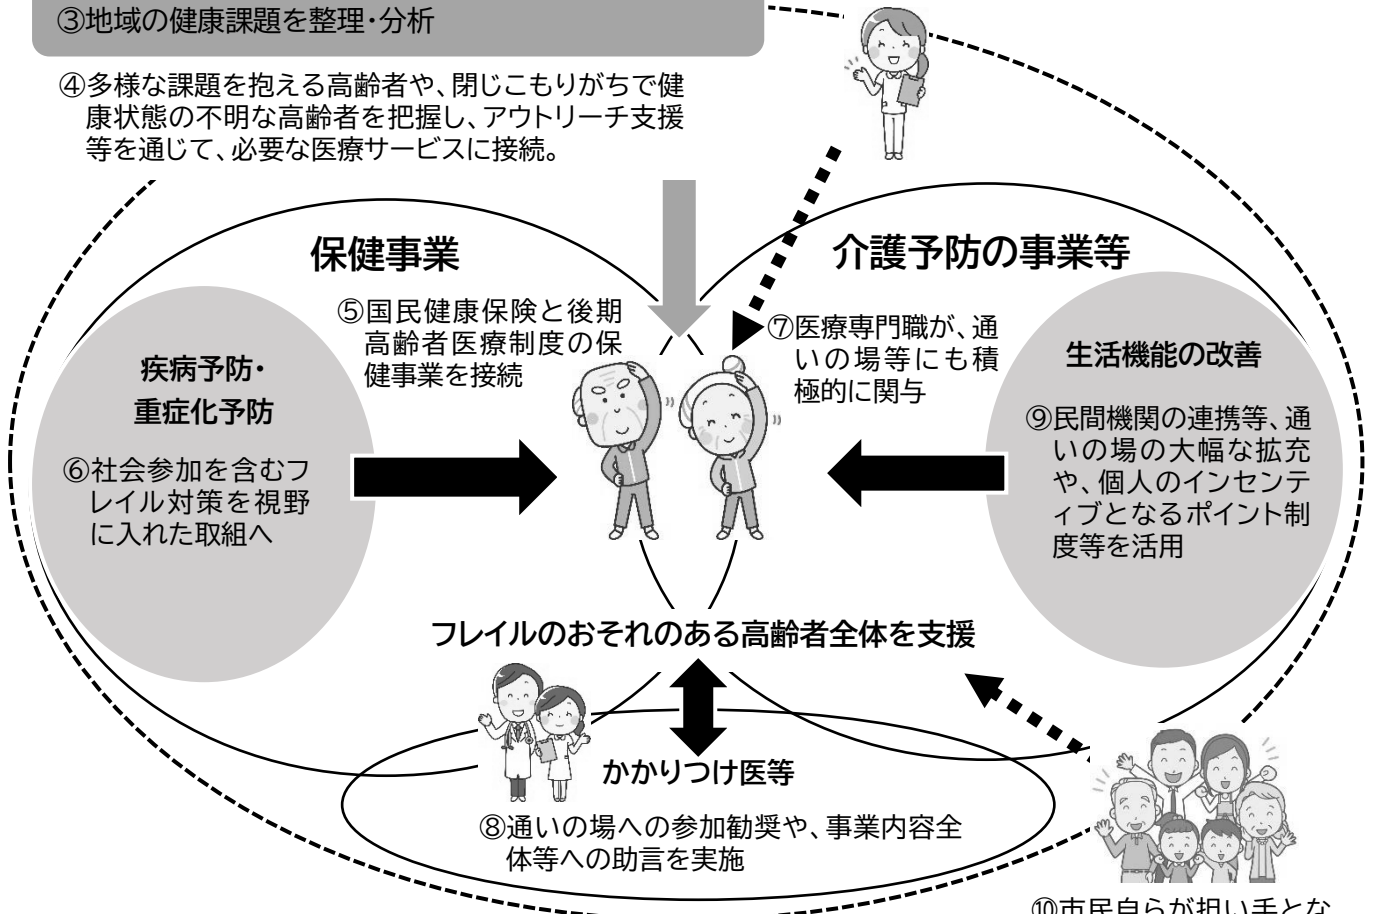 ③地域の健康課題を整理・分析
④多様な課題を抱える高齢者や、閉じこもりがちで健
康状態の不明な高齢者を把握し、アウトリーチ支援
等を通じて、必要な医療サービスに接続。
保健事業
介護予防の事業等
⑤国民健康保険と後期
高齢者医療制度の保
健事業を接続
⑦医療専門職が、通
いの場等にも積
極的に関与
疾病予防・
重症化予防
⑥社会参加を含むフ
レイル対策を視野
に入れた取組へ
生活機能の改善
⑨民間機関の連携等、通
いの場の大幅な拡充
や、個人のインセンテ
ィブとなるポイント制
度等を活用
フレイルのおそれのある高齢者全体を支援
かかりつけ医等
⑧通いの場への参加勧奨や、事業内容全
体等への助言を実施
⑩市民自らが担い手とな